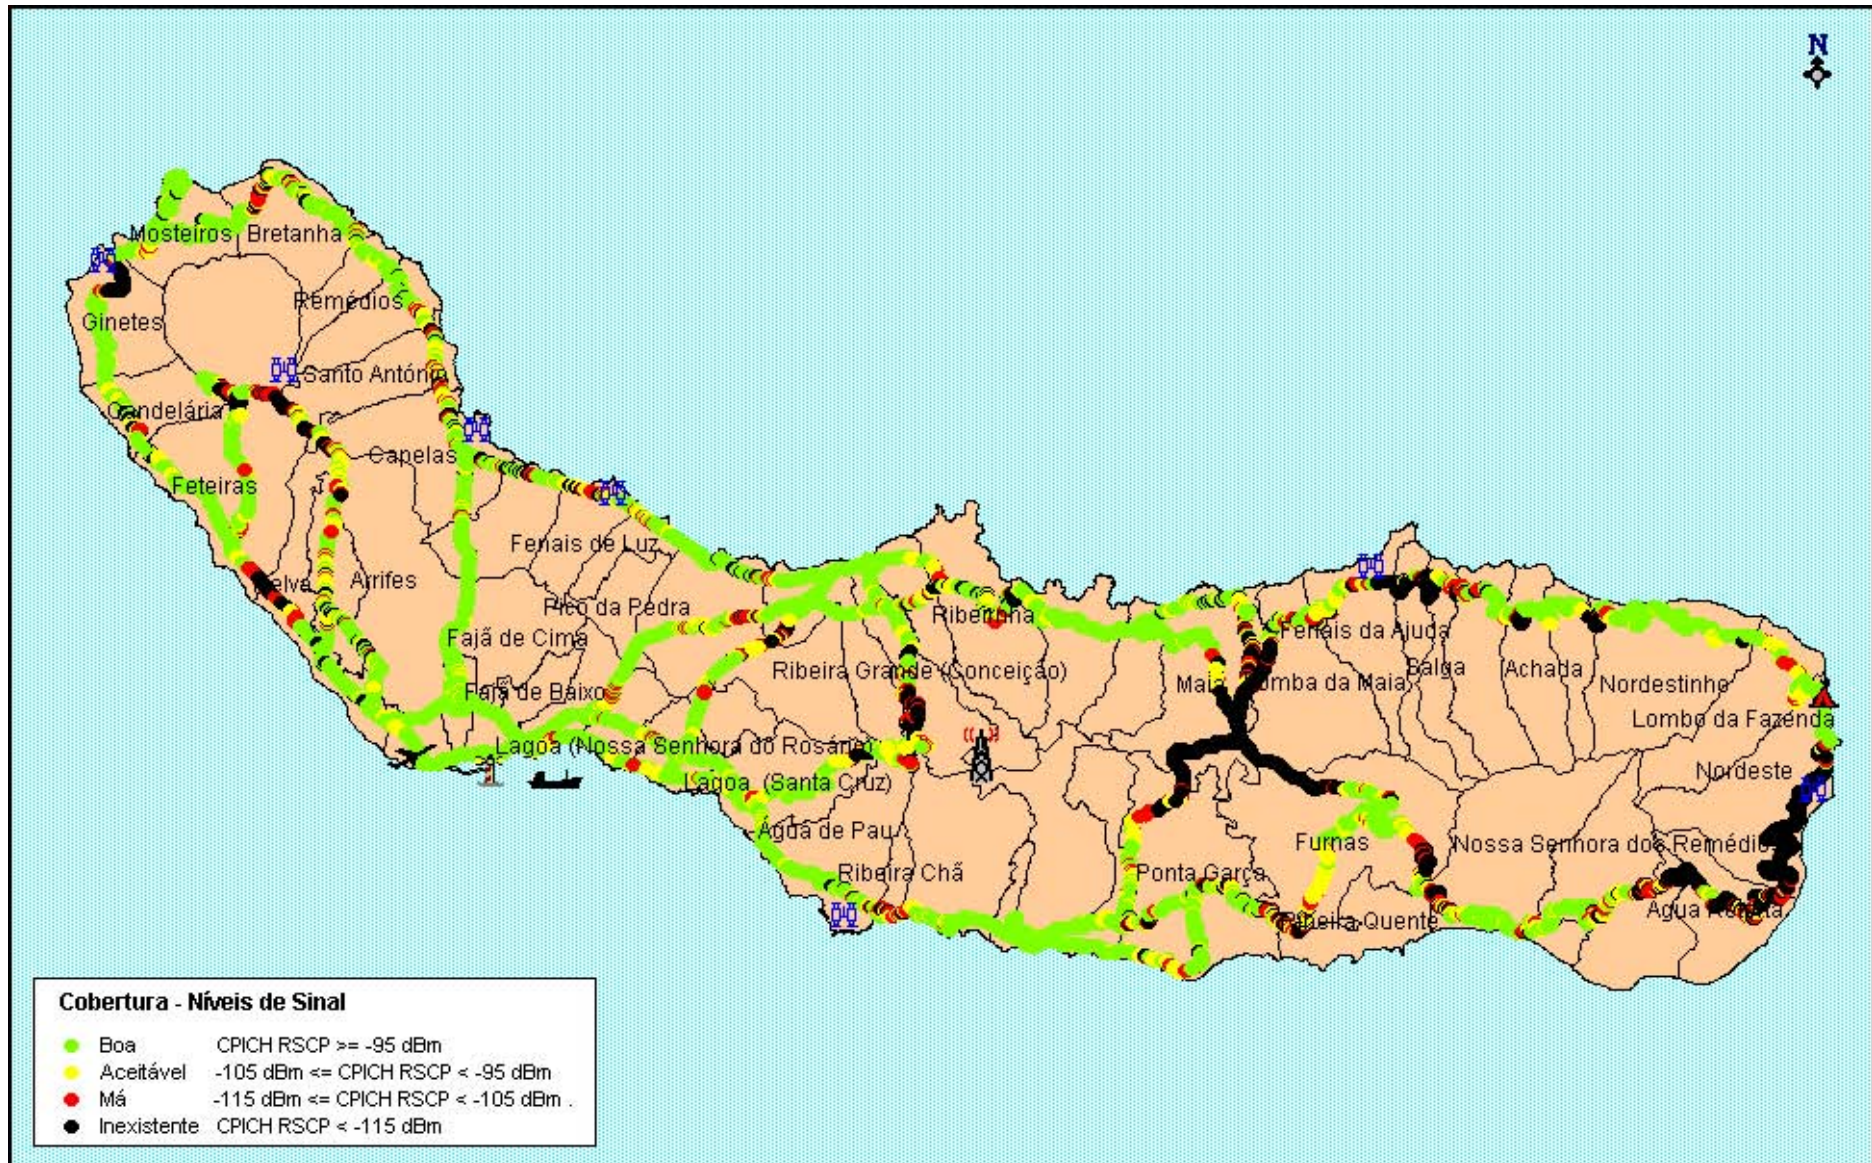 N
Mosteiros
Bretanha
Remédios
Ginetes
Santo António
Candelária
Capelas
Feteiras
Fenais de Luz
Relva
Arrifes
Pico da Pedra
Ribeirinha
Fajã de Cima
Fenais da Ajuda
Ribeira Grande (Conceição)
Salga
Achada
Maia
Lomba da Maia
Nordestinho
Fajã de Baixo
Lombo da Fazenda
Lagoa (Nossa Senhora do Rosário)
Nordeste
Lagoa (Santa Cruz)
Água de Pau
Furnas
Nossa Senhora dos Remédios
Ribeira Chã
Ponta Garça
Ribeira Quente
Água Retorta
Cobertura - Níveis de Sinal
Boa CPICH RSCP >= -95 dBm
Aceitável -105 dBm <= CPICH RSCP < -95 dBm
Má -115 dBm <= CPICH RSCP < -105 dBm .
Inexistente CPICH RSCP < -115 dBm